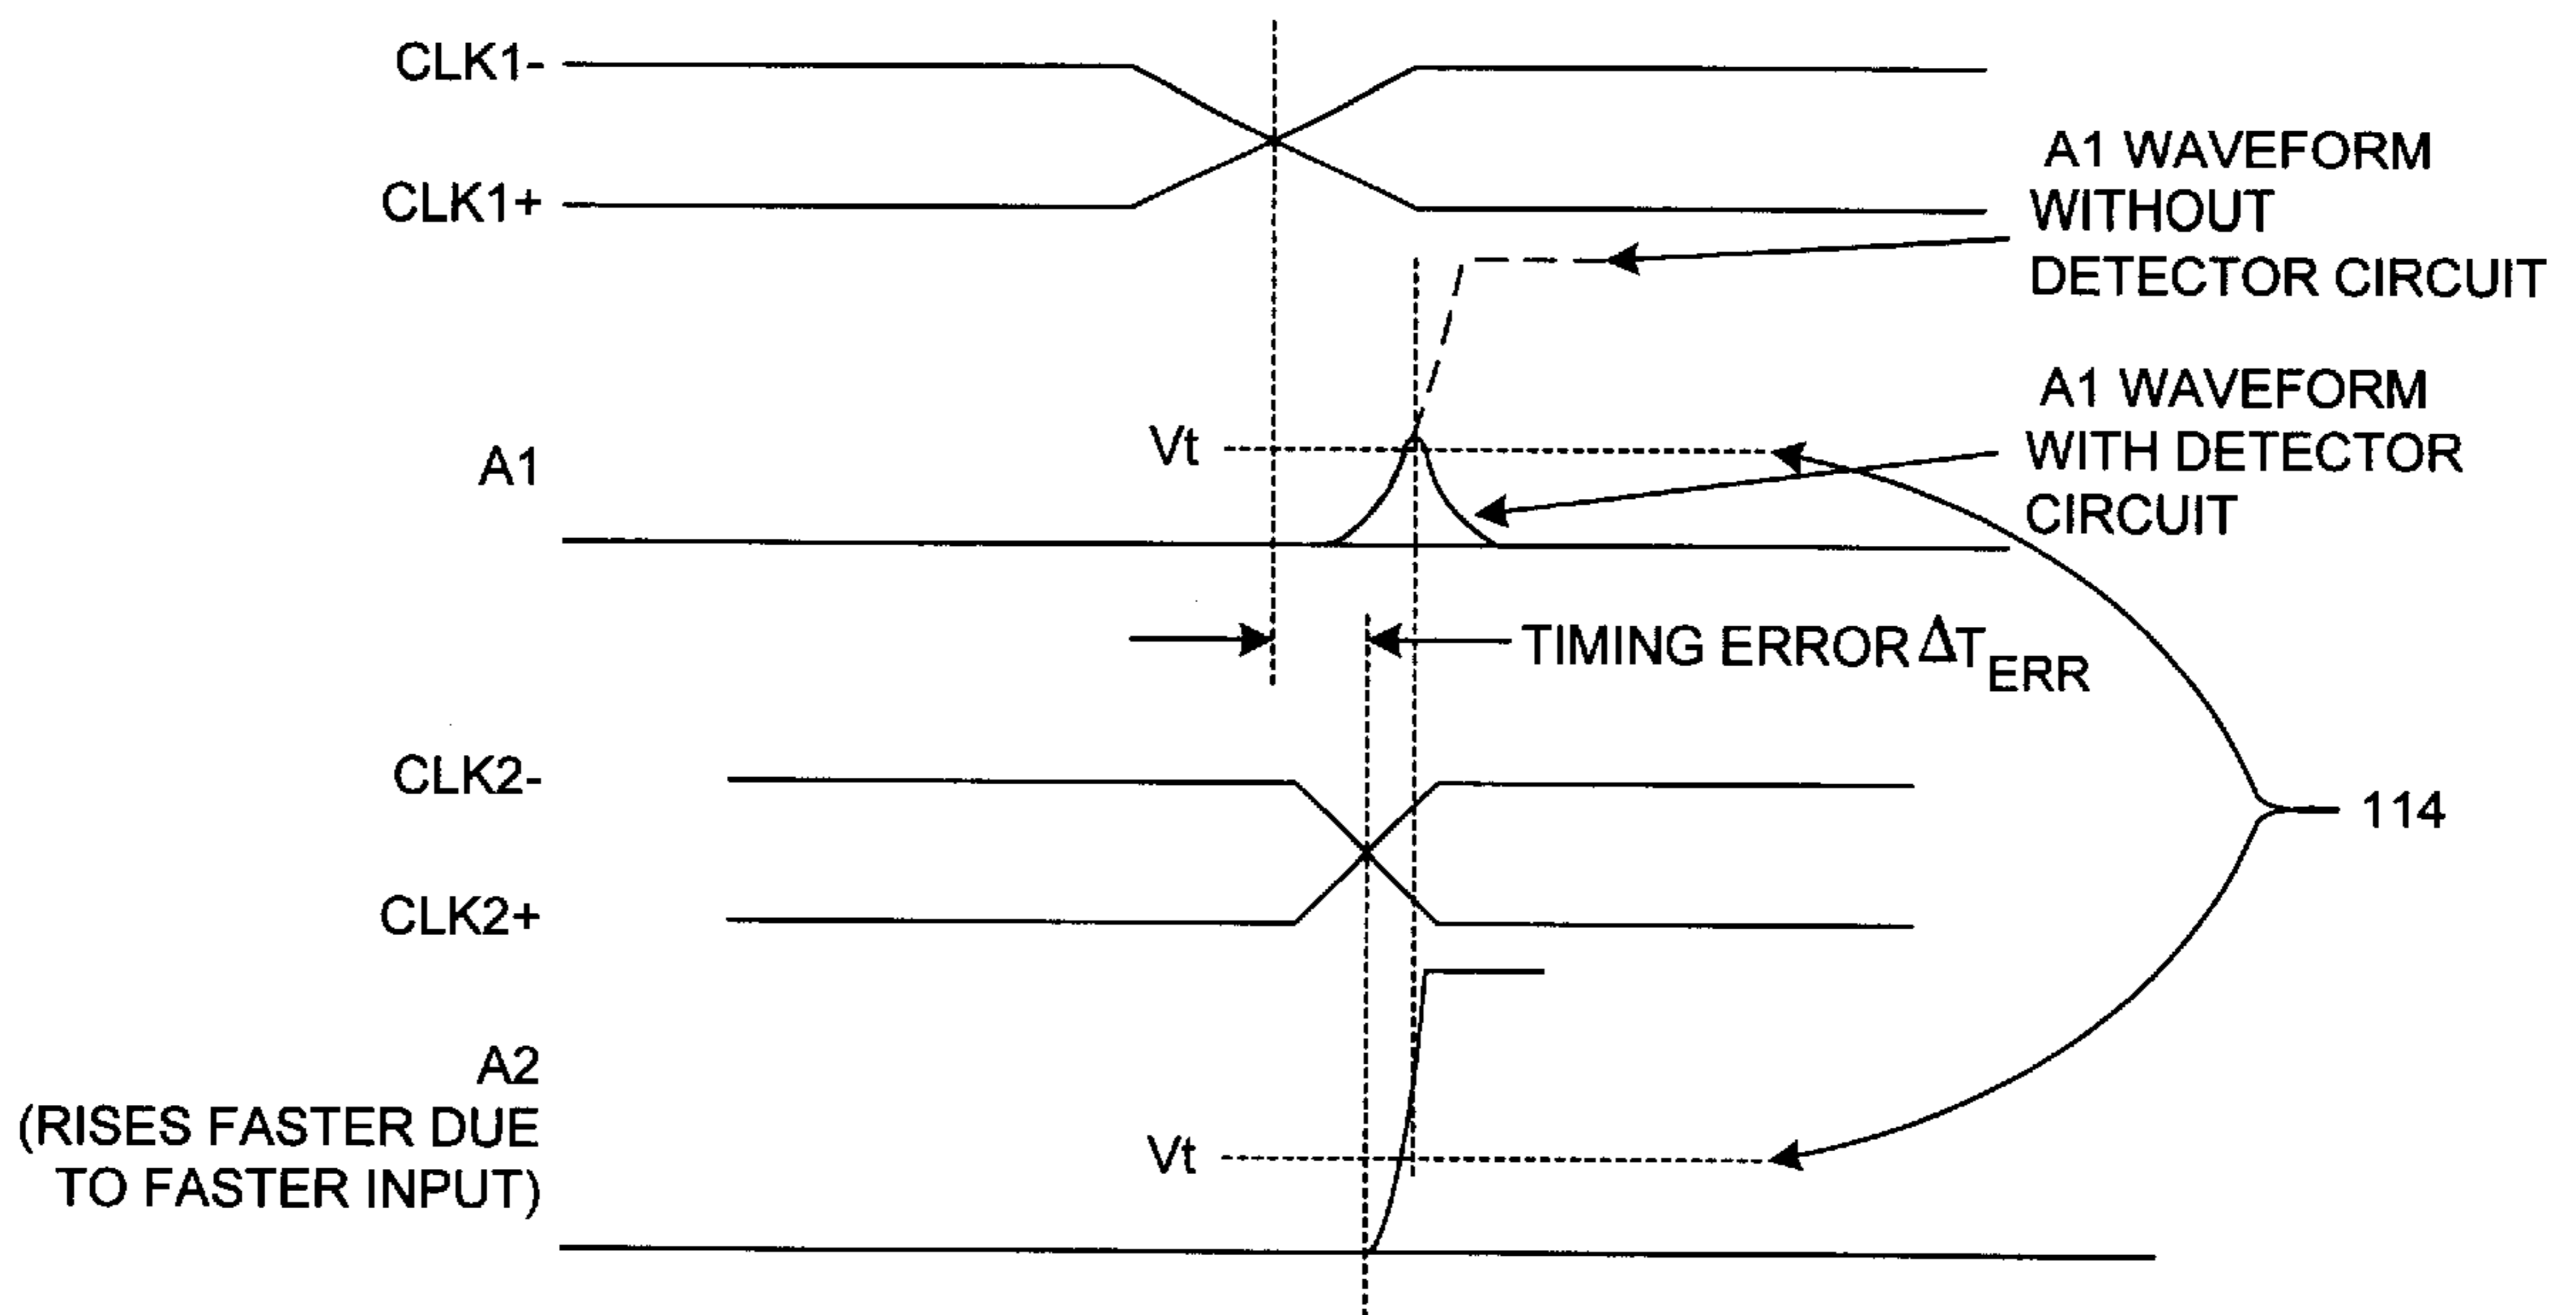 CLK1-
CLK1+
A1 WAVEFORM
WITHOUT
DETECTOR CIRCUIT
A1 WAVEFORM
WITH DETECTOR
CIRCUIT
Vt
A1
TIMING ERROR ΔT_ERR
CLK2-
114
CLK2+
A2
(RISES FASTER DUE
TO FASTER INPUT)
Vt